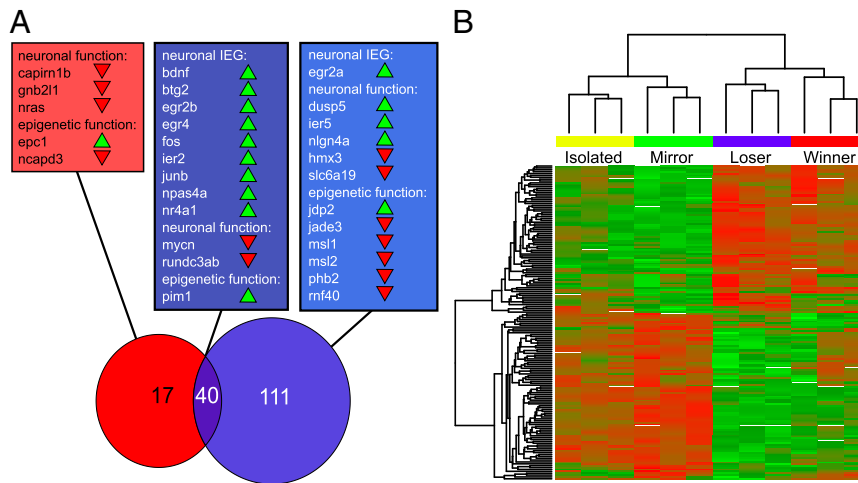 A
B
neuronal function:
capirn1b
gnb2l1
nras
epigenetic function:
epc1
ncapd3
neuronal IEG:
bdnf
btg2
egr2b
egr4
fos
ier2
junb
npas4a
nr4a1
neuronal function:
mycn
rundc3ab
epigenetic function:
pim1
neuronal IEG:
egr2a
neuronal function:
dusp5
ier5
nlgn4a
hmx3
slc6a19
epigenetic function:
jdp2
jade3
msl1
msl2
phb2
rnf40
17
40
111
Isolated
Mirror
Loser
Winner